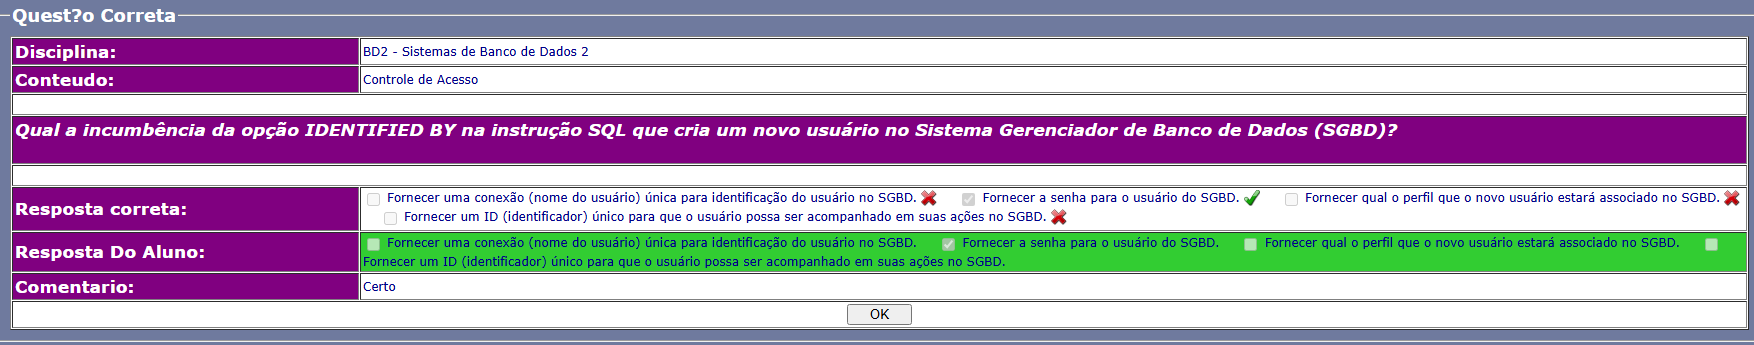 Quest?o Correta
Disciplina: BD2 - Sistemas de Banco de Dados 2
Conteudo: Controle de Acesso
Qual a incumbência da opção IDENTIFIED BY na instrução SQL que cria um novo usuário no Sistema Gerenciador de Banco de Dados (SGBD)?
Resposta correta: Fornecer uma conexão (nome do usuário) única para identificação do usuário no SGBD. Fornecer a senha para o usuário do SGBD. Fornecer qual o perfil que o novo usuário estará associado no SGBD.
Fornecer um ID (identificador) único para que o usuário possa ser acompanhado em suas ações no SGBD.
Resposta Do Aluno: Fornecer uma conexão (nome do usuário) única para identificação do usuário no SGBD. Fornecer a senha para o usuário do SGBD. Fornecer qual o perfil que o novo usuário estará associado no SGBD.
Fornecer um ID (identificador) único para que o usuário possa ser acompanhado em suas ações no SGBD.
Comentario: Certo
OK